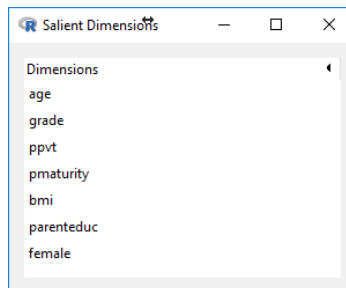 Salient Dimensions
Dimensions
age
grade
ppvt
pmaturity
bmi
parenteduc
female